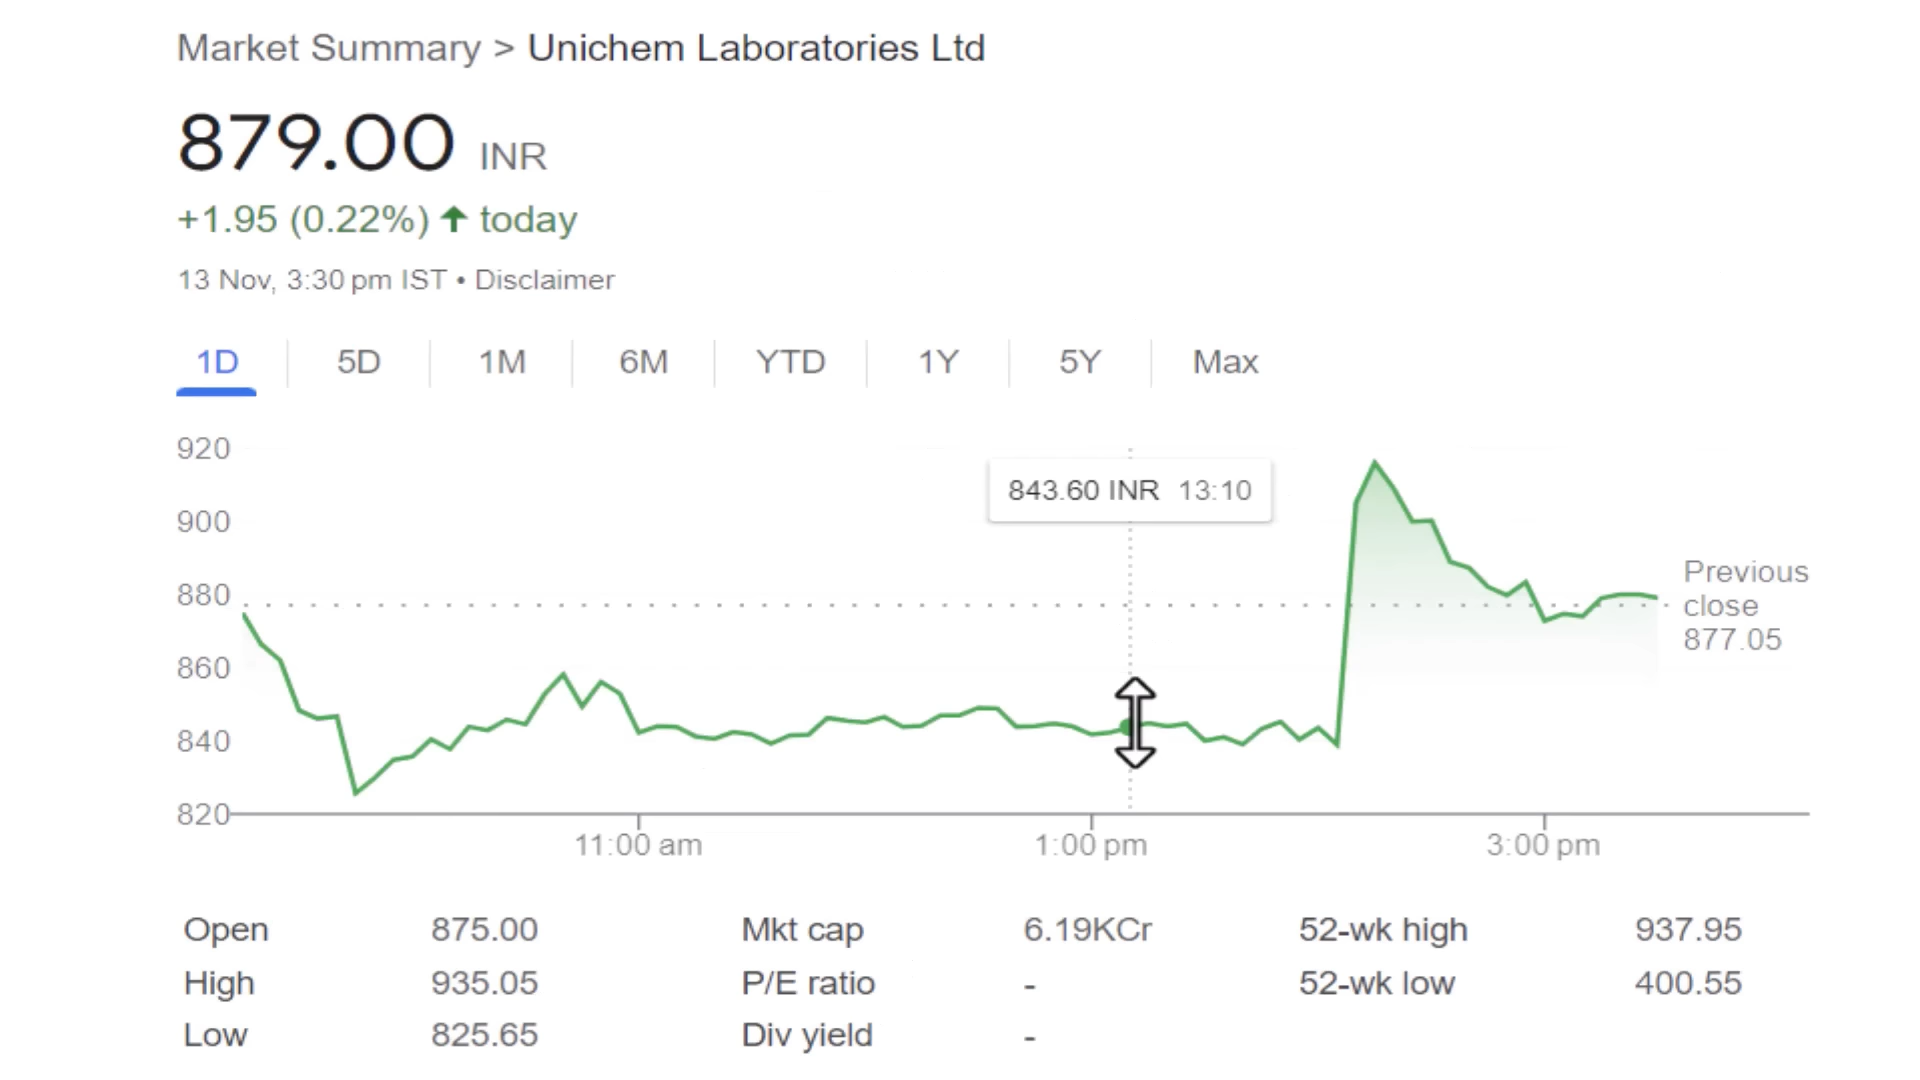 Market Summary > Unichem Laboratories Ltd
879.00 INR
+1.95 (0.22%) ↑ today
13 Nov, 3:30 pm IST • Disclaimer
1D 5D 1M 6M YTD 1Y 5Y Max
920
900
880
860
840
820
843.60 INR 13:10
Previous
close
877.05
11:00 am 1:00 pm 3:00 pm
Open 875.00 Mkt cap 6.19KCr 52-wk high 937.95
High 935.05 P/E ratio - 52-wk low 400.55
Low 825.65 Div yield -